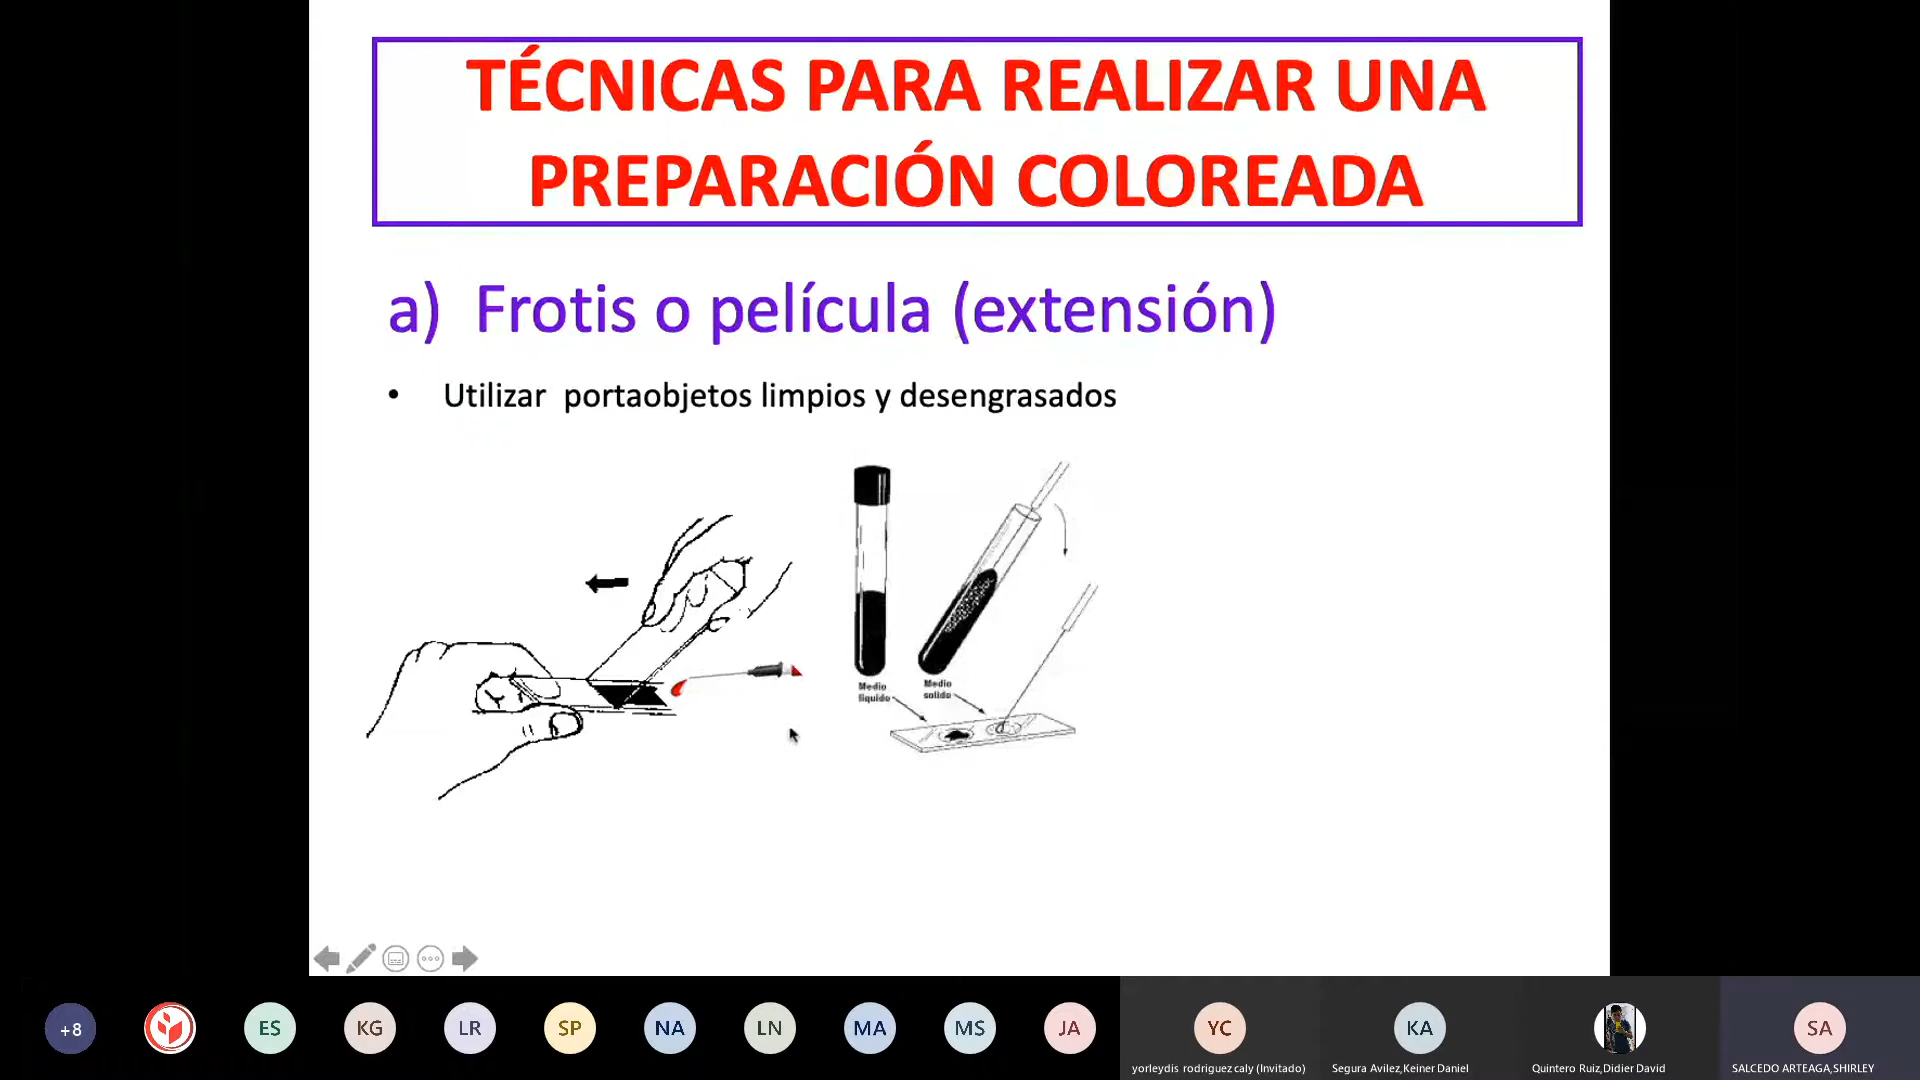 TÉCNICAS PARA REALIZAR UNA
PREPARACIÓN COLOREADA
a) Frotis o película (extensión)
• Utilizar portaobjetos limpios y desengrasados
Medio
líquido
Medio
solido
+8
ES
KG
LR
SP
NA
LN
MA
MS
JA
YC
KA
SA
yorleydis rodriguez caly (Invitado)
Segura Avilez,Keiner Daniel
Quintero Ruiz,Didier David
SALCEDO ARTEAGA,SHIRLEY